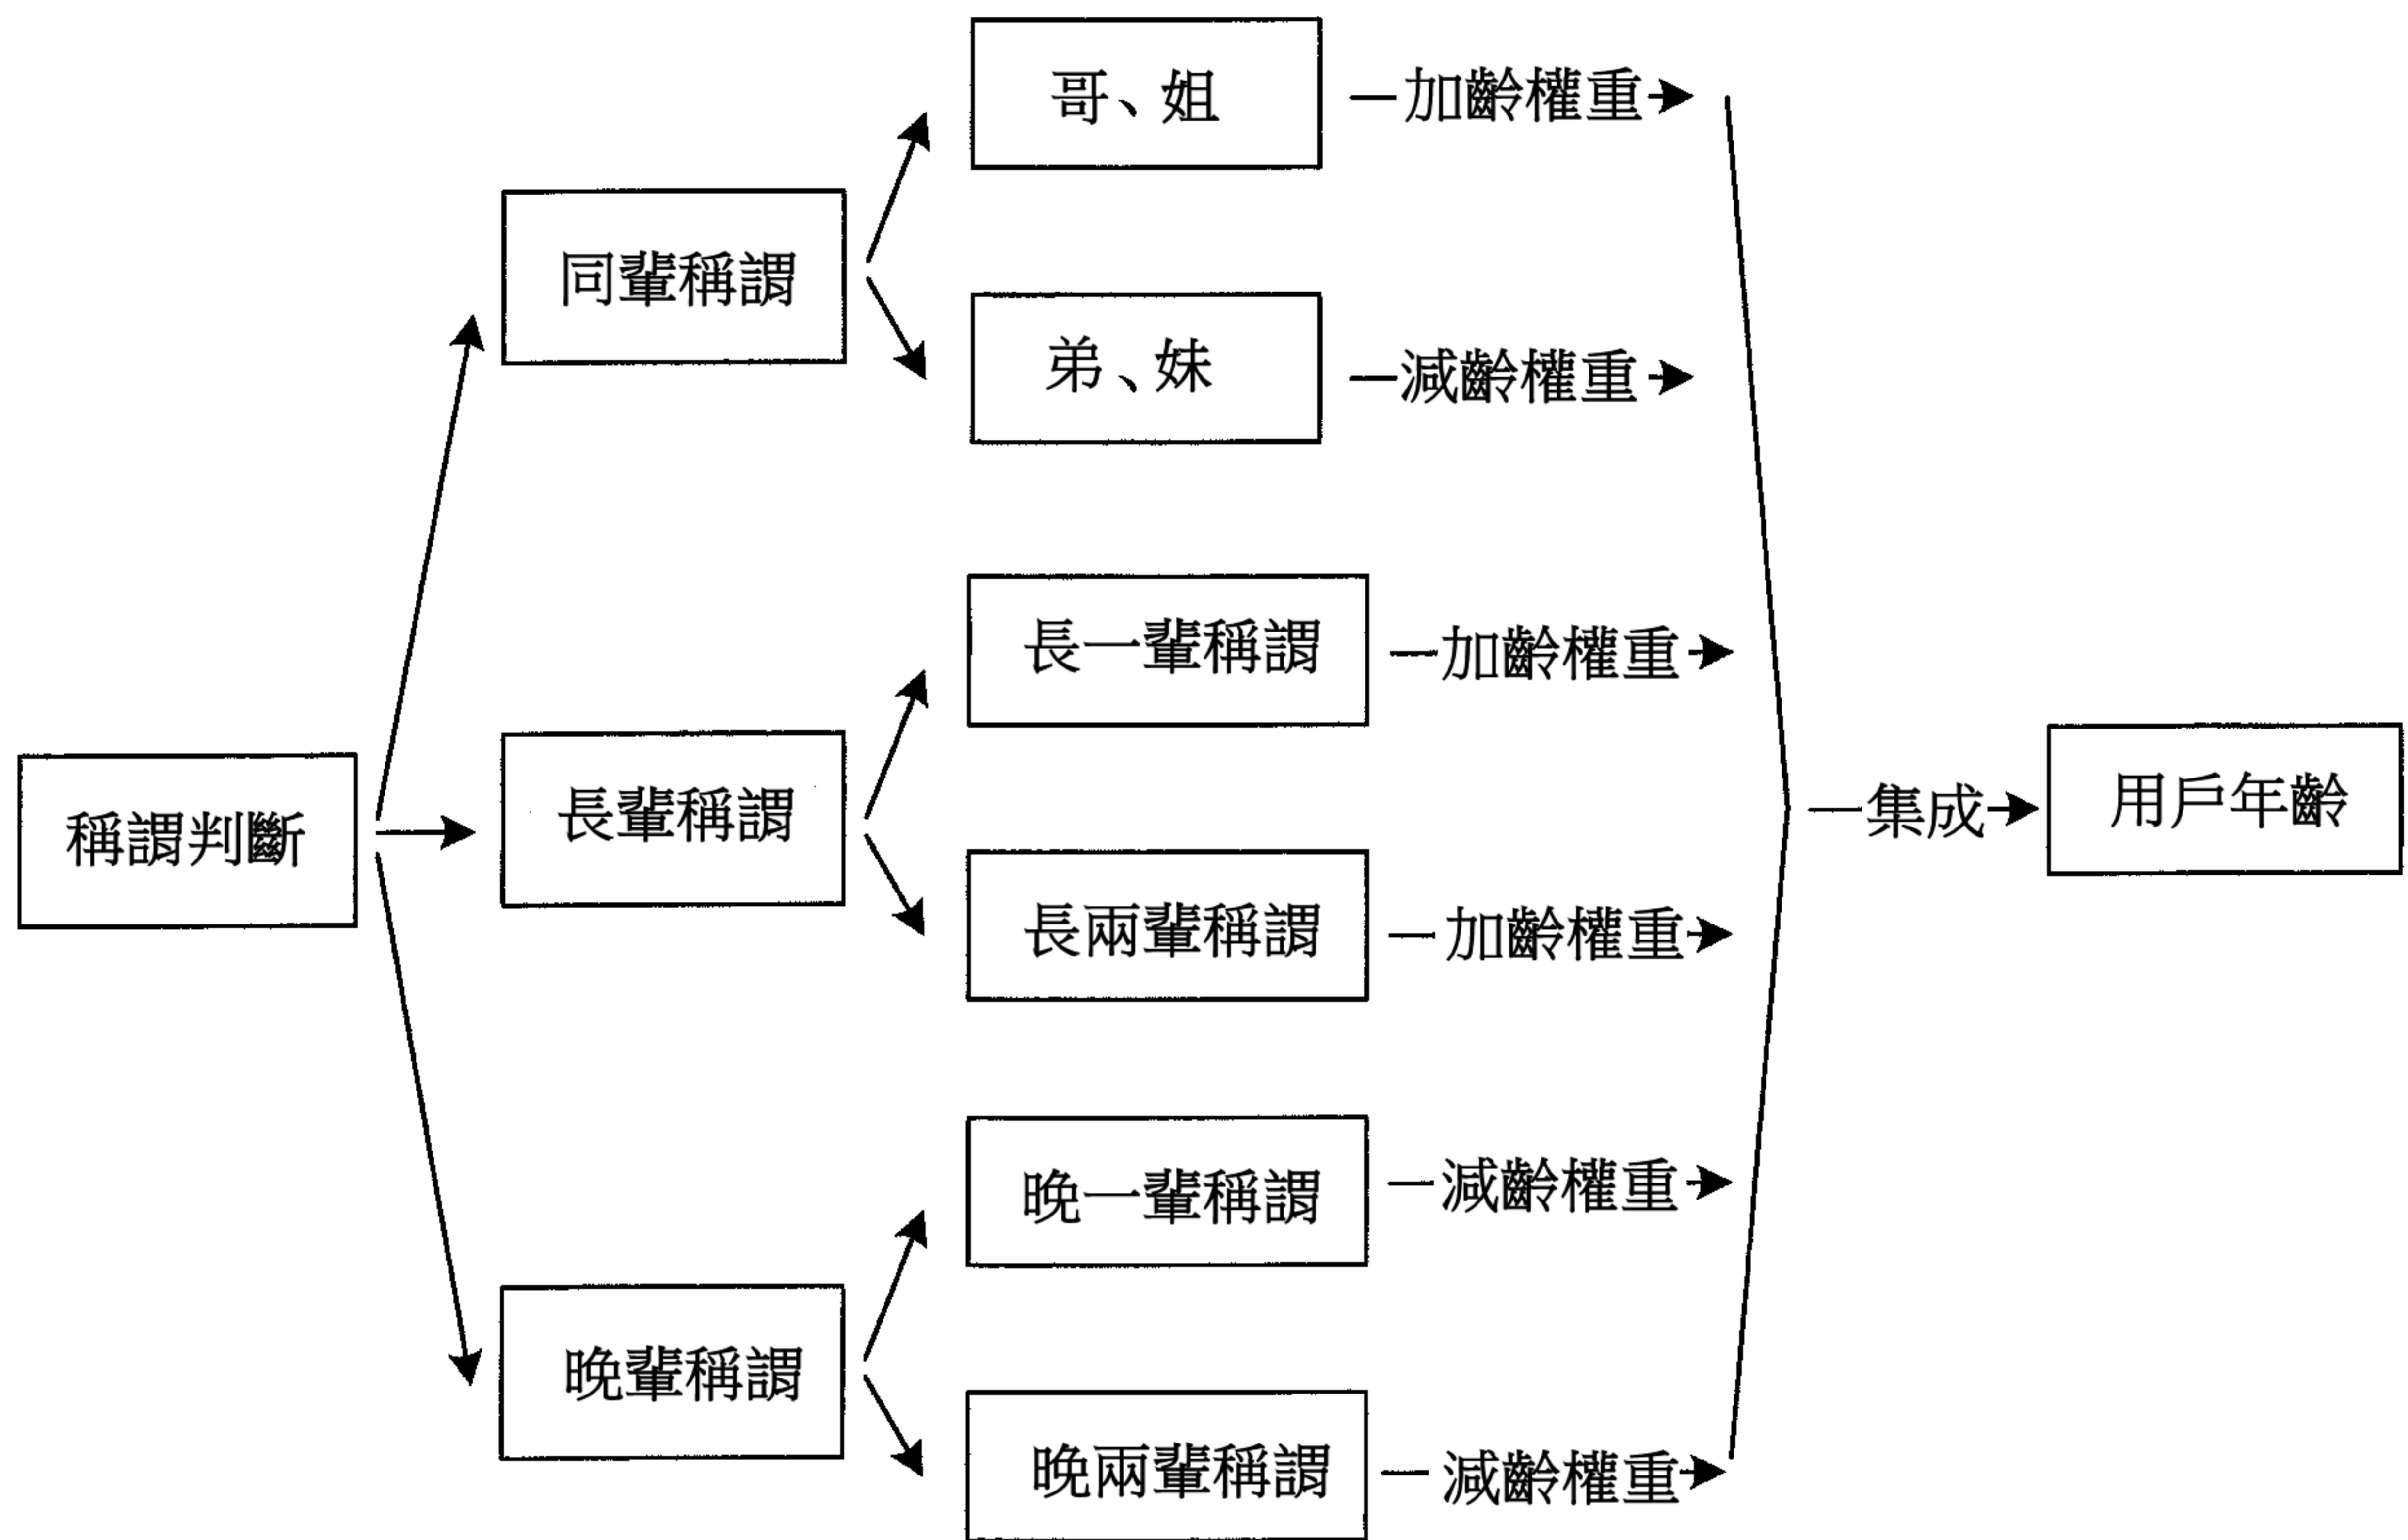 哥、姐
加齡權重
同輩稱謂
弟、妹
減齡權重
長一輩稱謂
加齡權重
稱謂判斷
長輩稱謂
集成
用戶年齡
長兩輩稱謂
加齡權重
晚一輩稱謂
減齡權重
晚輩稱謂
晚兩輩稱謂
減齡權重